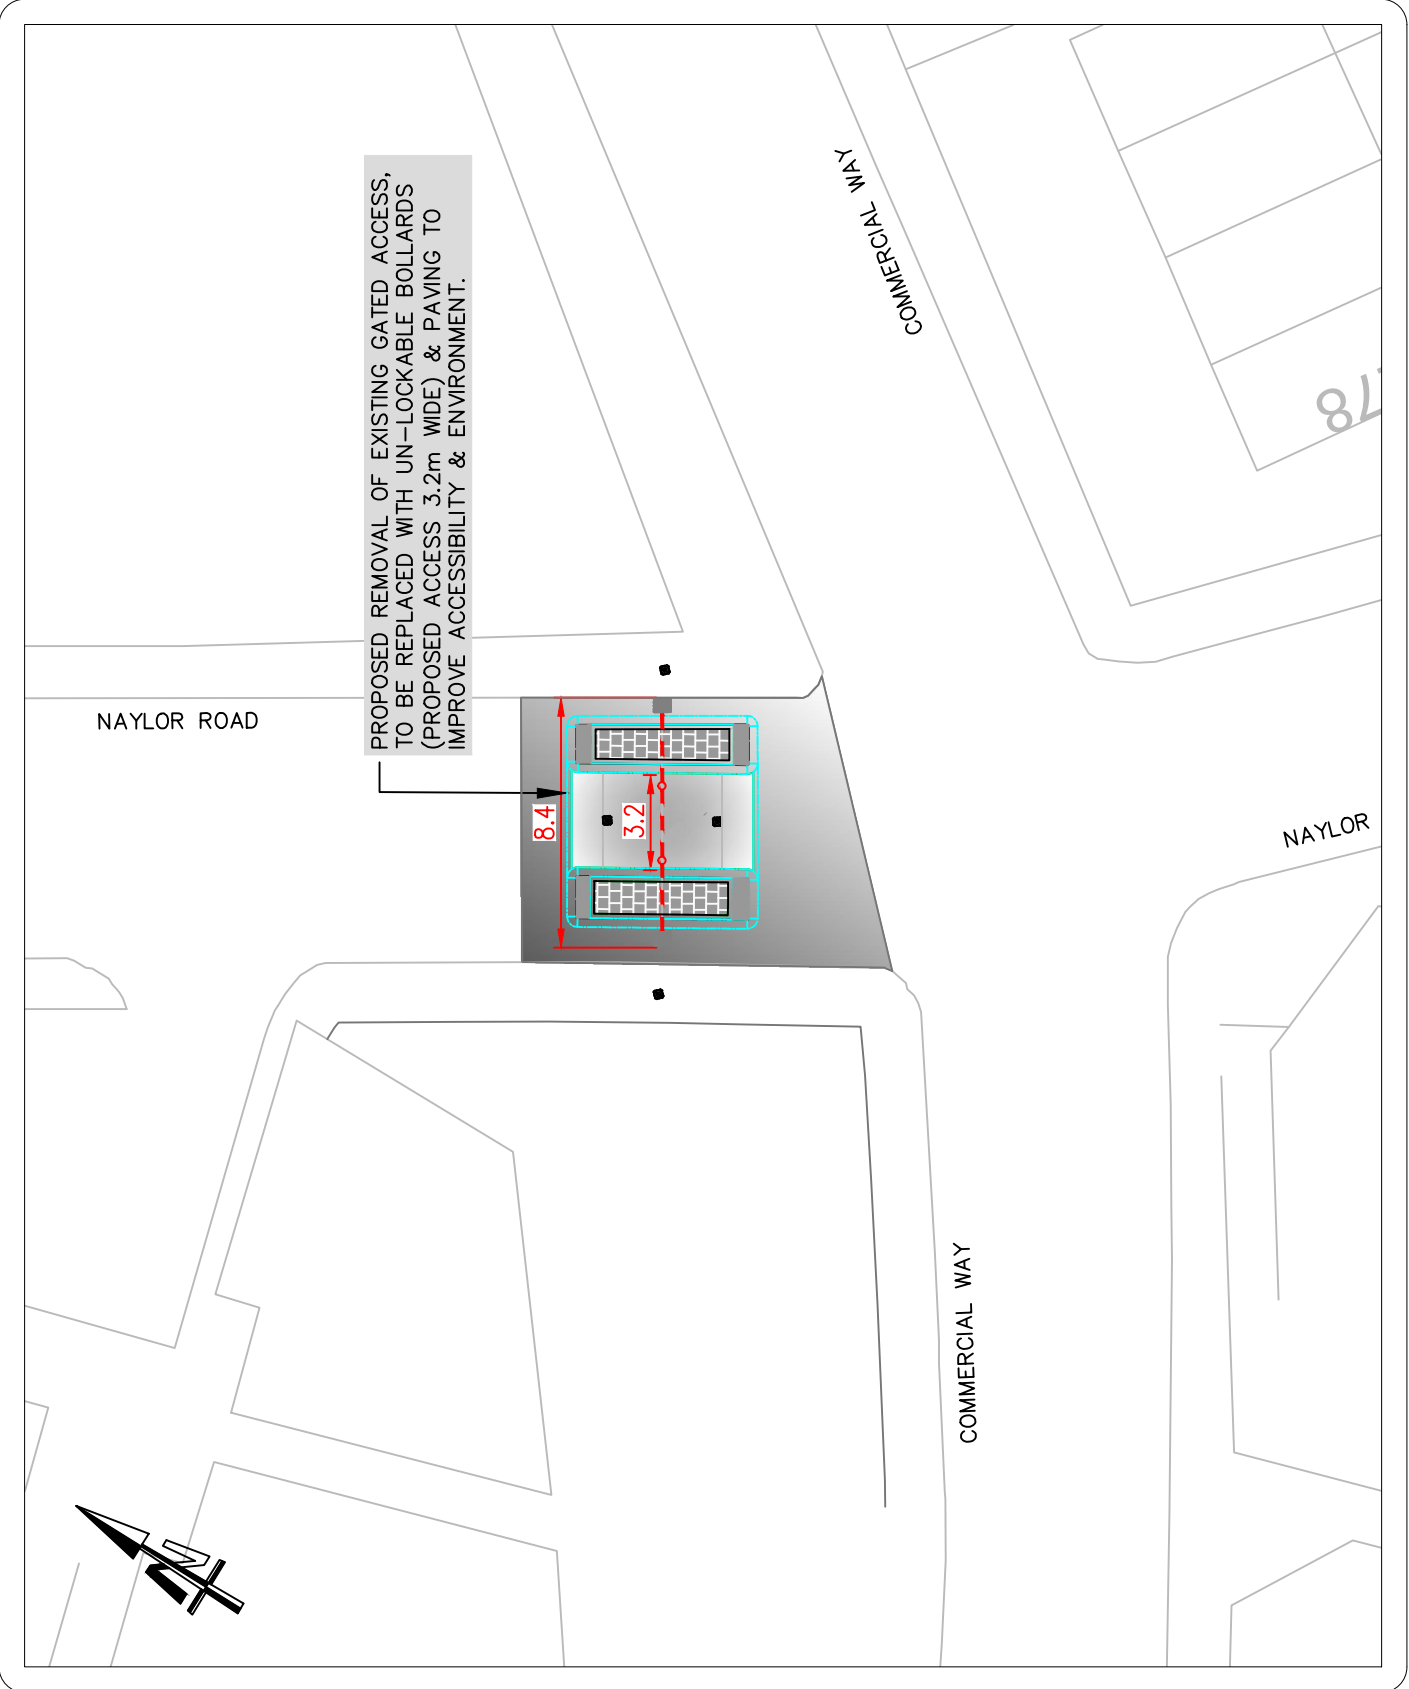 PROPOSED REMOVAL OF EXISTING GATED ACCESS,
TO BE REPLACED WITH UN-LOCKABLE BOLLARDS
(PROPOSED ACCESS 3.2m WIDE) & PAVING TO
IMPROVE ACCESSIBILITY & ENVIRONMENT.
COMMERCIAL WAY
78
NAYLOR ROAD
8.4
3.2
NAYLOR
COMMERCIAL WAY
N